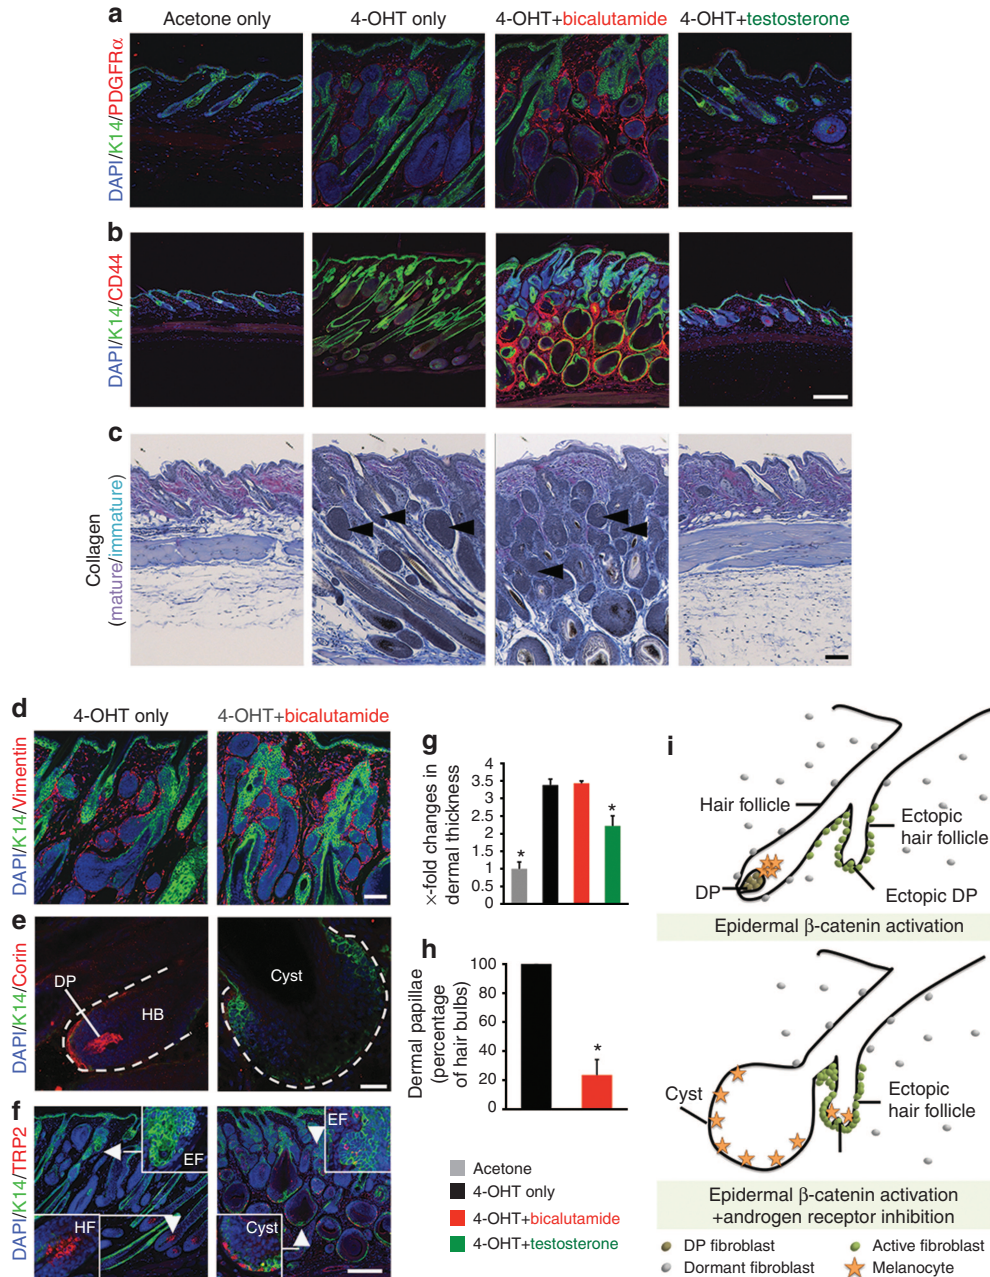 a
Acetone only
4-OHT only
4-OHT+bicalutamide
4-OHT+testosterone
DAPI/K14/PDGFRα
b
DAPI/K14/CD44
c
Collagen
(mature/immature)
d
4-OHT only
4-OHT+bicalutamide
DAPI/K14/Vimentin
e
DAPI/K14/Corin
DP
HB
Cyst
f
DAPI/K14/TRP2
EF
HF
EF
Cyst
g
×-fold changes in
dermal thickness
4
3.5
3
2.5
2
1.5
1
0.5
0
*
*
h
Dermal papillae
(percentage
of hair bulbs)
100
80
60
40
20
0
*
Acetone
4-OHT only
4-OHT+bicalutamide
4-OHT+testosterone
i
Hair follicle
Ectopic
hair follicle
DP
Ectopic DP
Epidermal β-catenin activation
Cyst
Ectopic
hair follicle
Epidermal β-catenin activation
+androgen receptor inhibition
DP fibroblast
Active fibroblast
Dormant fibroblast
Melanocyte